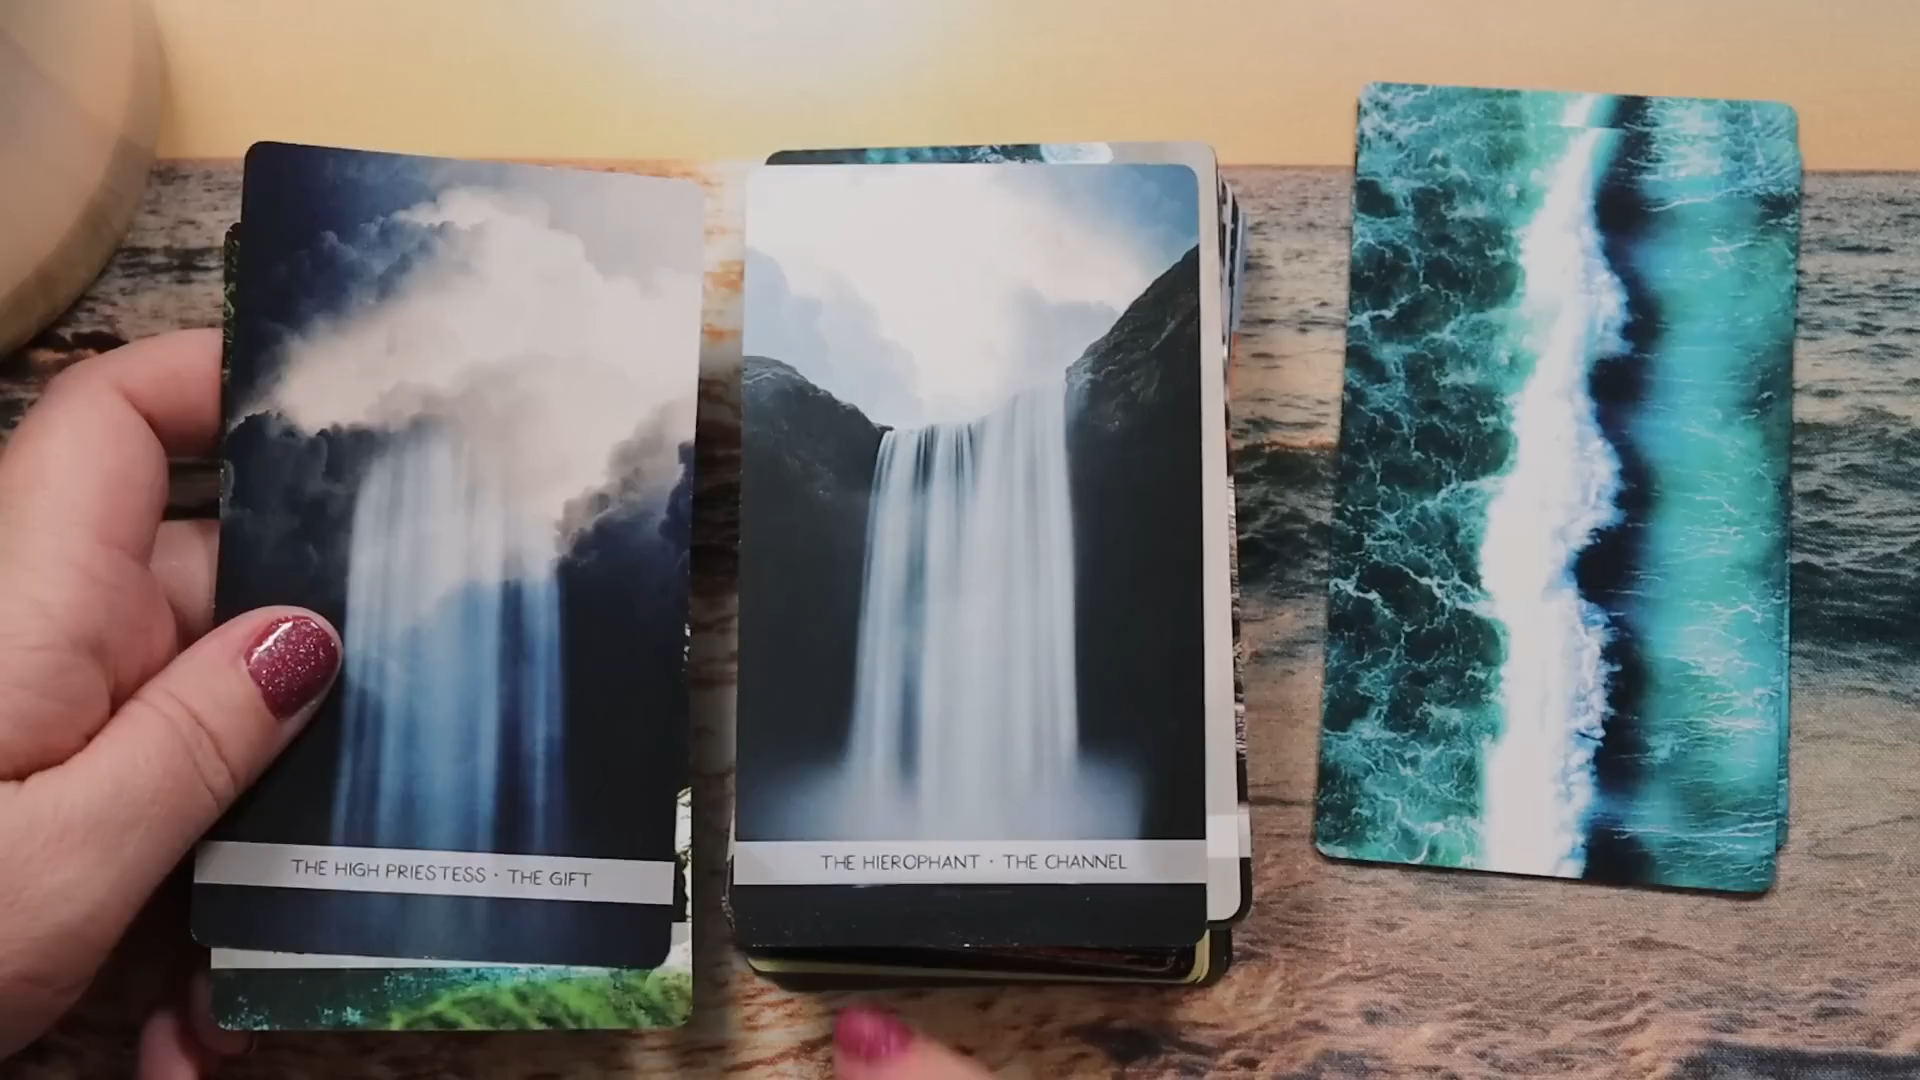 THE HIGH PRIESTESS · THE GIFT
THE HIEROPHANT · THE CHANNEL